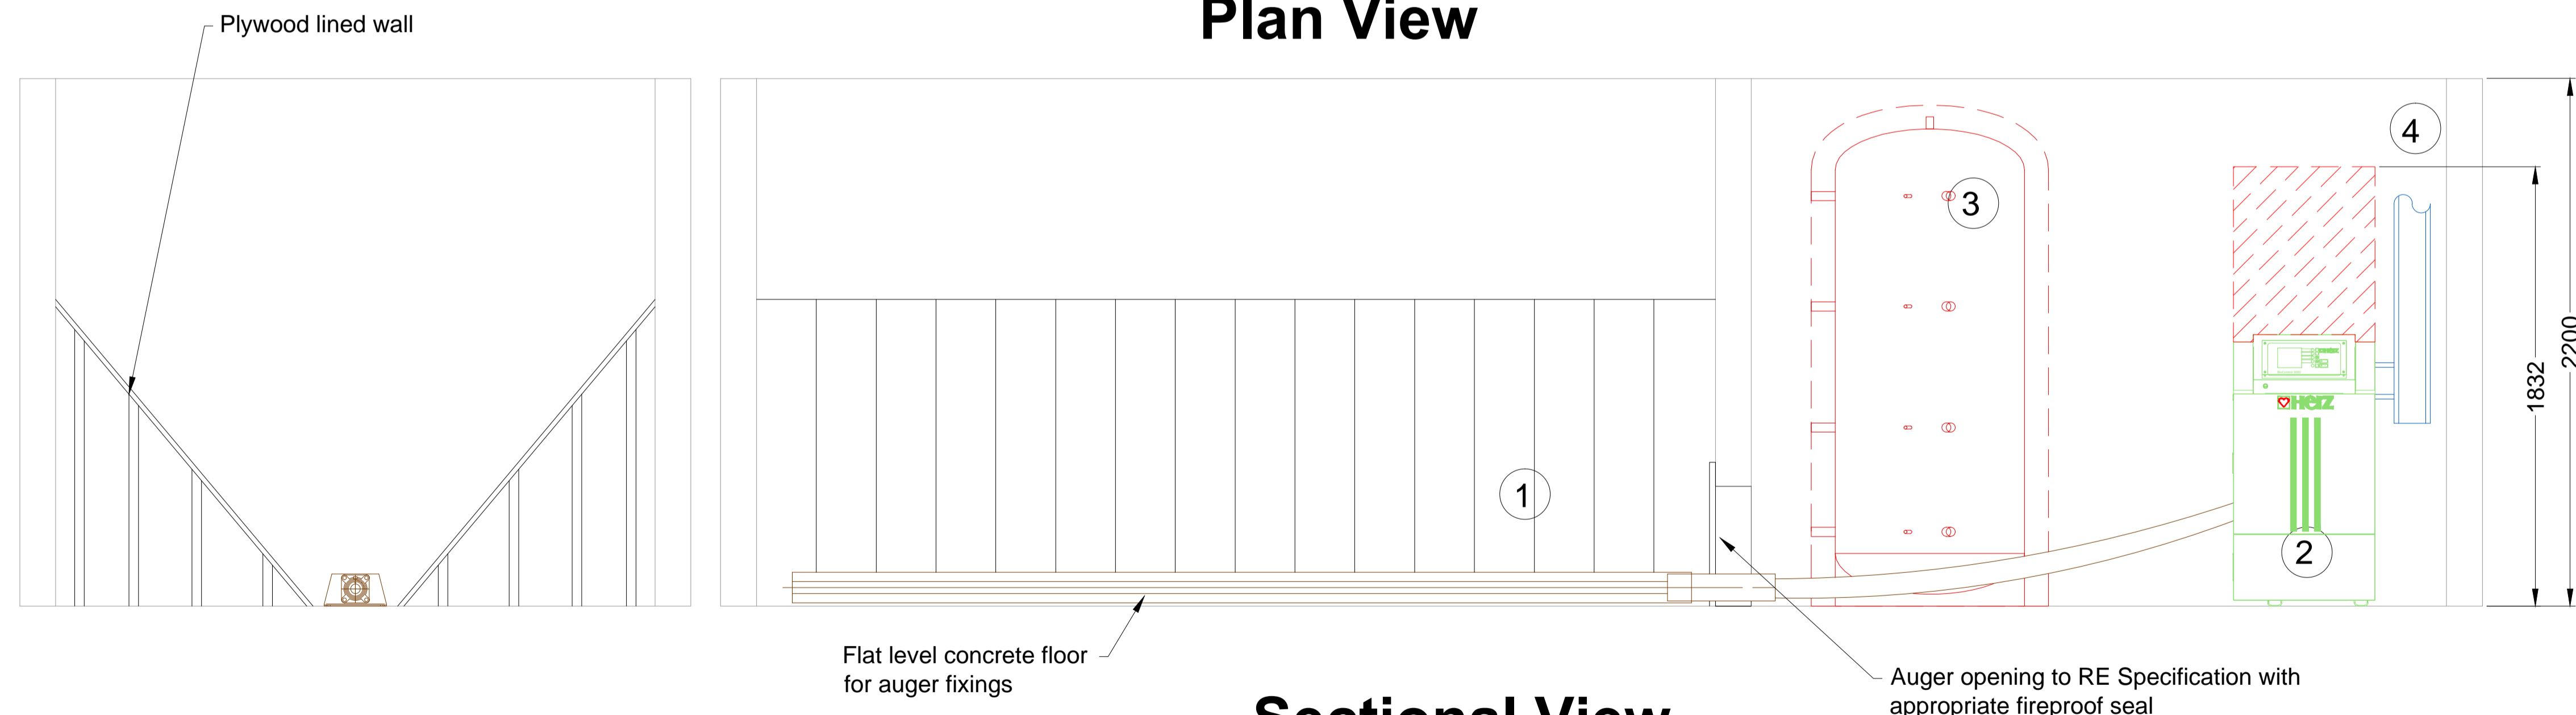 Plan View
Plywood lined wall
4
3
1
2
HERZ
1832
2200
Flat level concrete floor
for auger fixings
Auger opening to RE Specification with
appropriate fireproof seal
Sectional View